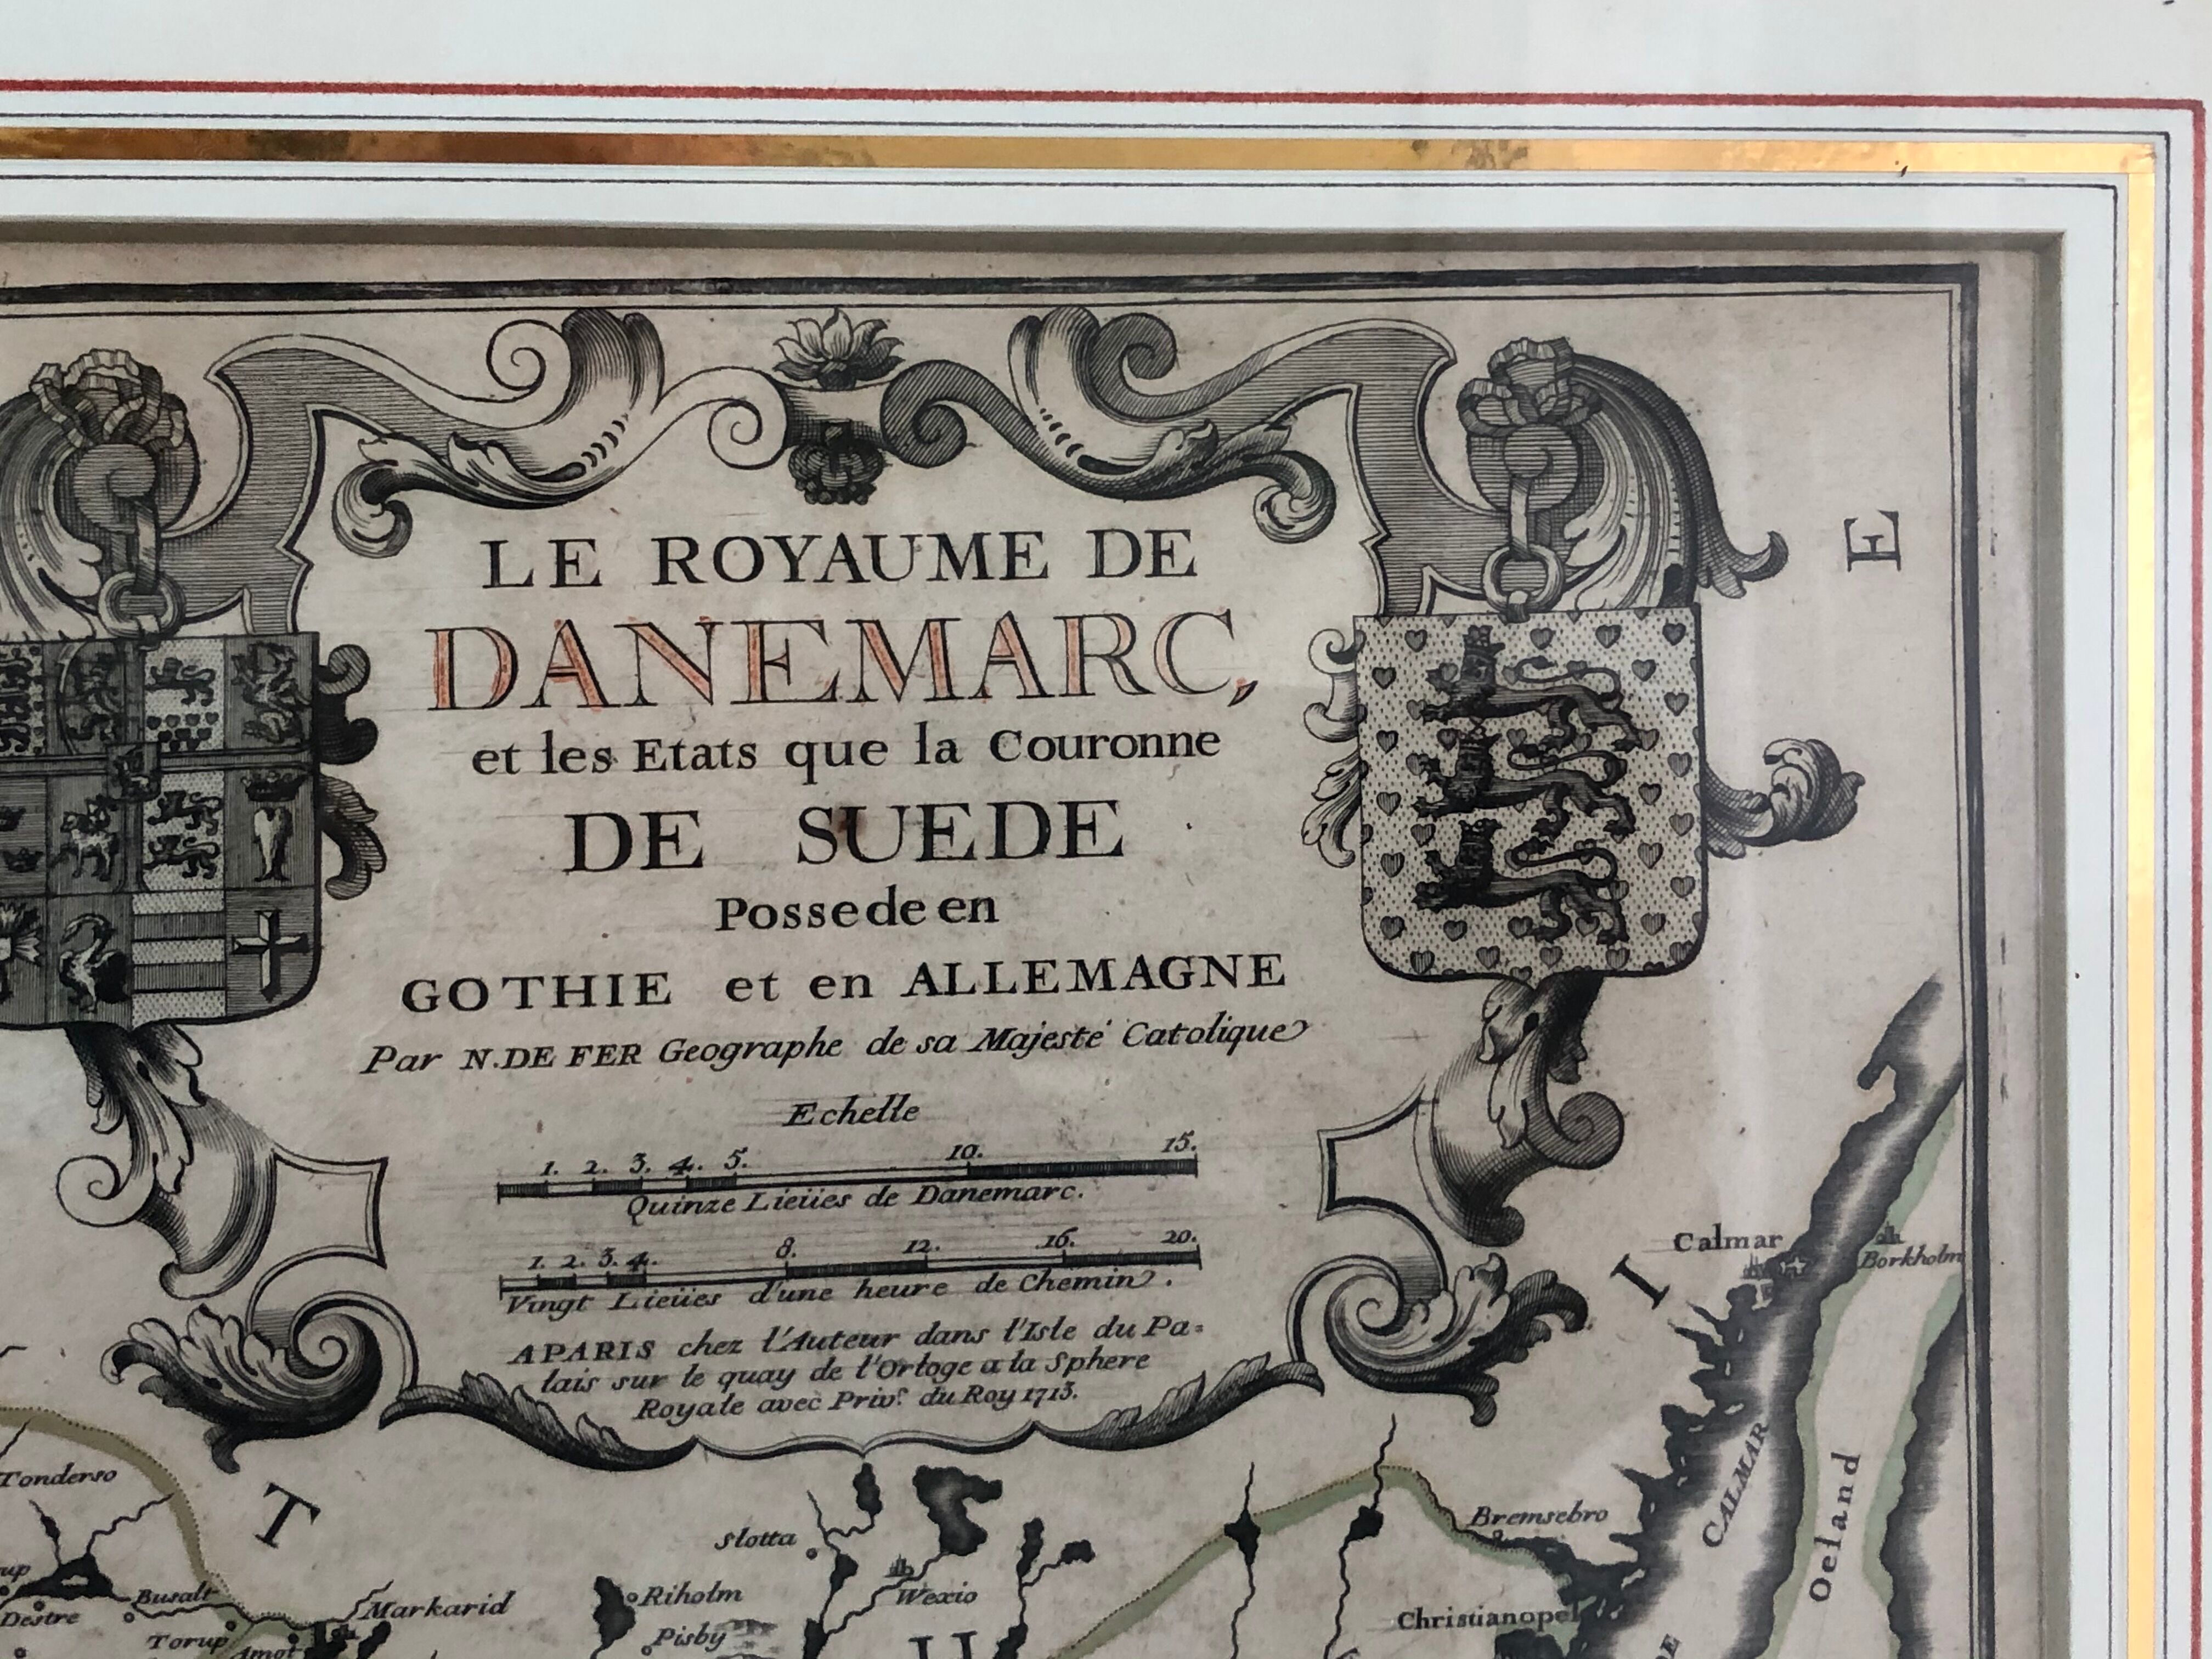 LE ROYAUME DE
DANEMARC,
et les Etats que la Couronne
DE SUEDE
Possede en
GOTHIE et en ALLEMAGNE
Par N. DE FER Geographe de sa Majesté Catolique
Echelle
1. 2. 3. 4. 5. 10. 15.
Quinze Lieües de Danemarc.
1. 2. 3. 4. 8. 12. 16. 20.
Vingt Lieües d'une heure de Chemin.
A PARIS chez l'Auteur dans l'Isle du Pa=
lais sur le quay de l'Orloge a la Sphere
Royale avec Priv. du Roy 1713.
E
I
Calmar
Borkholm
CALMAR
Oeland
Tonderso
T
Slotta
Bremsebro
Busalt
Markarid
Riholm
Wexio
Destre
Christianopel
Torup
Pisby
Amot
U
DE